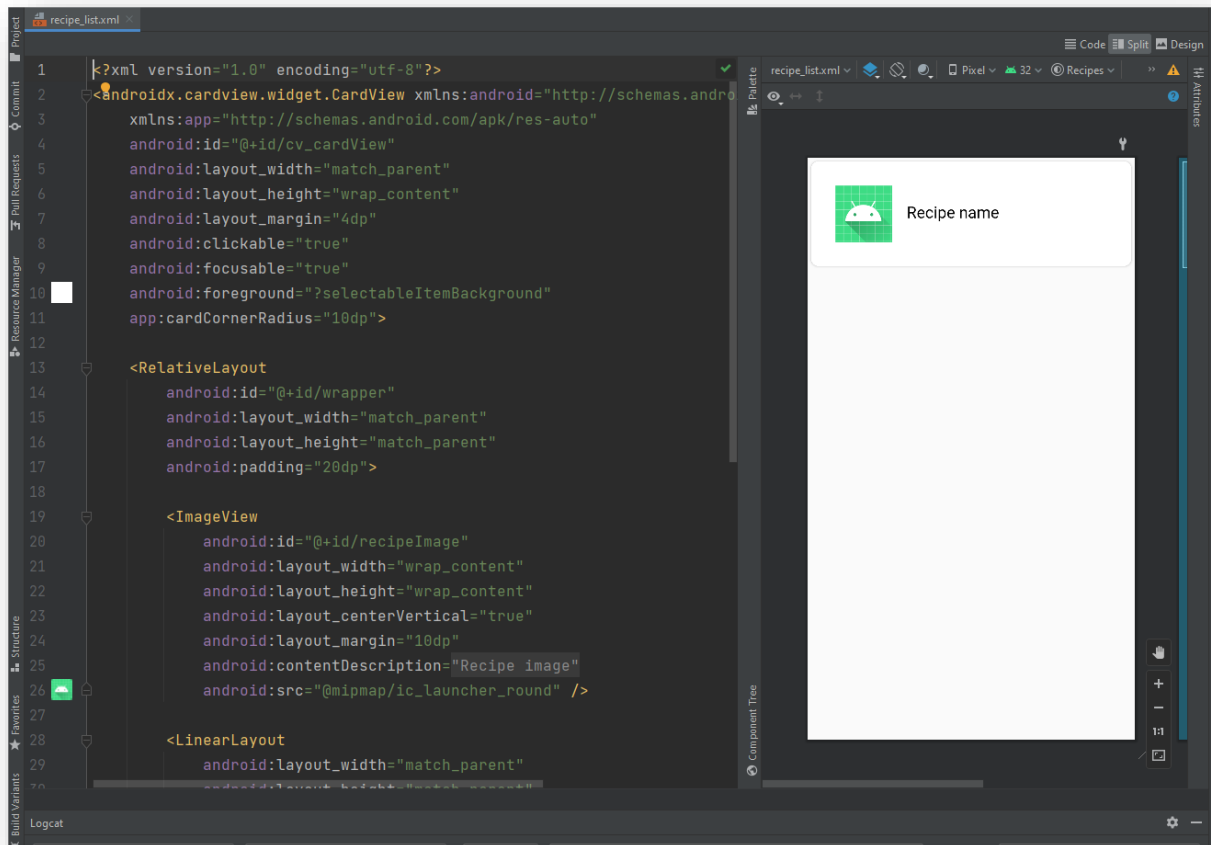 recipe_list.xml
Code Split Design
Project
Commit
Pull Requests
Resource Manager
Structure
Favorites
Build Variants
1 <?xml version="1.0" encoding="utf-8"?>
2 <androidx.cardview.widget.CardView xmlns:android="http://schemas.andro
3 xmlns:app="http://schemas.android.com/apk/res-auto"
4 android:id="@+id/cv_cardView"
5 android:layout_width="match_parent"
6 android:layout_height="wrap_content"
7 android:layout_margin="4dp"
8 android:clickable="true"
9 android:focusable="true"
10 android:foreground="?selectableItemBackground"
11 app:cardCornerRadius="10dp">
12
13 <RelativeLayout
14 android:id="@+id/wrapper"
15 android:layout_width="match_parent"
16 android:layout_height="match_parent"
17 android:padding="20dp">
18
19 <ImageView
20 android:id="@+id/recipeImage"
21 android:layout_width="wrap_content"
22 android:layout_height="wrap_content"
23 android:layout_centerVertical="true"
24 android:layout_margin="10dp"
25 android:contentDescription="Recipe image"
26 android:src="@mipmap/ic_launcher_round" />
27
28 <LinearLayout
29 android:layout_width="match_parent"
30 android:layout_height="match_parent"
Palette
Component Tree
recipe_list.xml Pixel 32 Recipes »
Attributes
Recipe name
1:1
Logcat